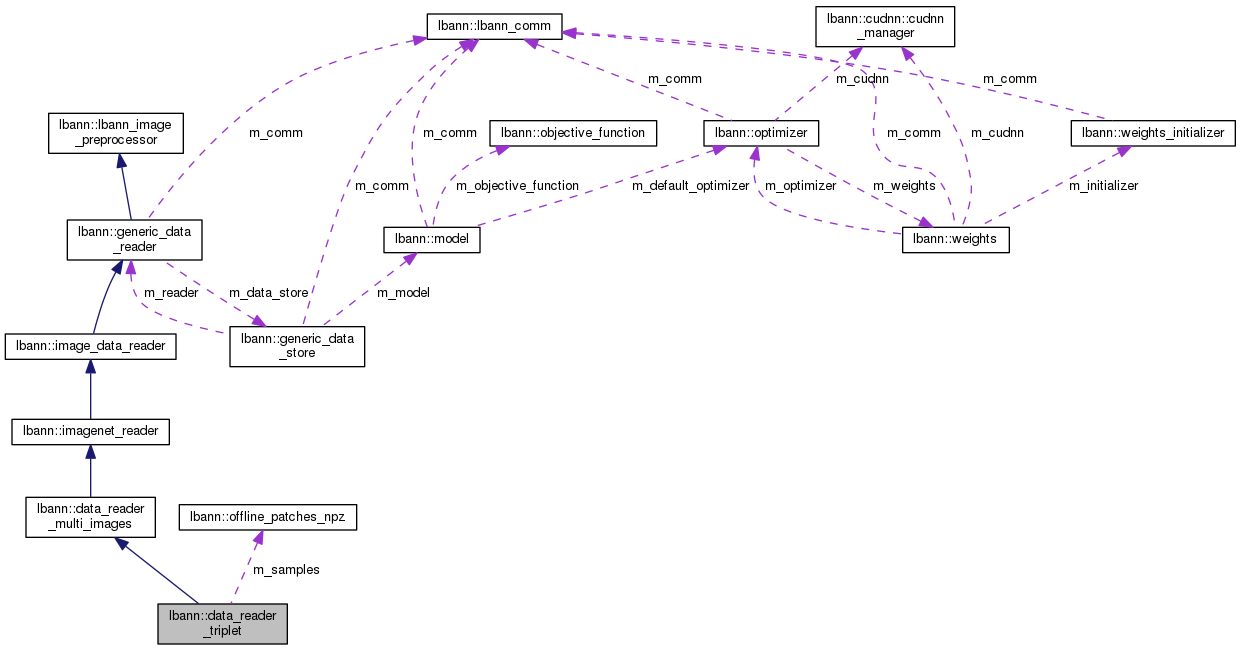 lbann::lbann_comm
lbann::cudnn::cudnn
_manager
m_comm
m_cudnn
m_comm
lbann::lbann_image
_preprocessor
m_comm
m_comm
lbann::objective_function
lbann::optimizer
m_comm
m_cudnn
lbann::weights_initializer
m_comm
m_objective_function
m_default_optimizer
m_optimizer
m_weights
m_initializer
lbann::generic_data
_reader
lbann::model
lbann::weights
m_reader
m_data_store
m_model
lbann::image_data_reader
lbann::generic_data
_store
lbann::imagenet_reader
lbann::data_reader
_multi_images
lbann::offline_patches_npz
m_samples
lbann::data_reader
_triplet